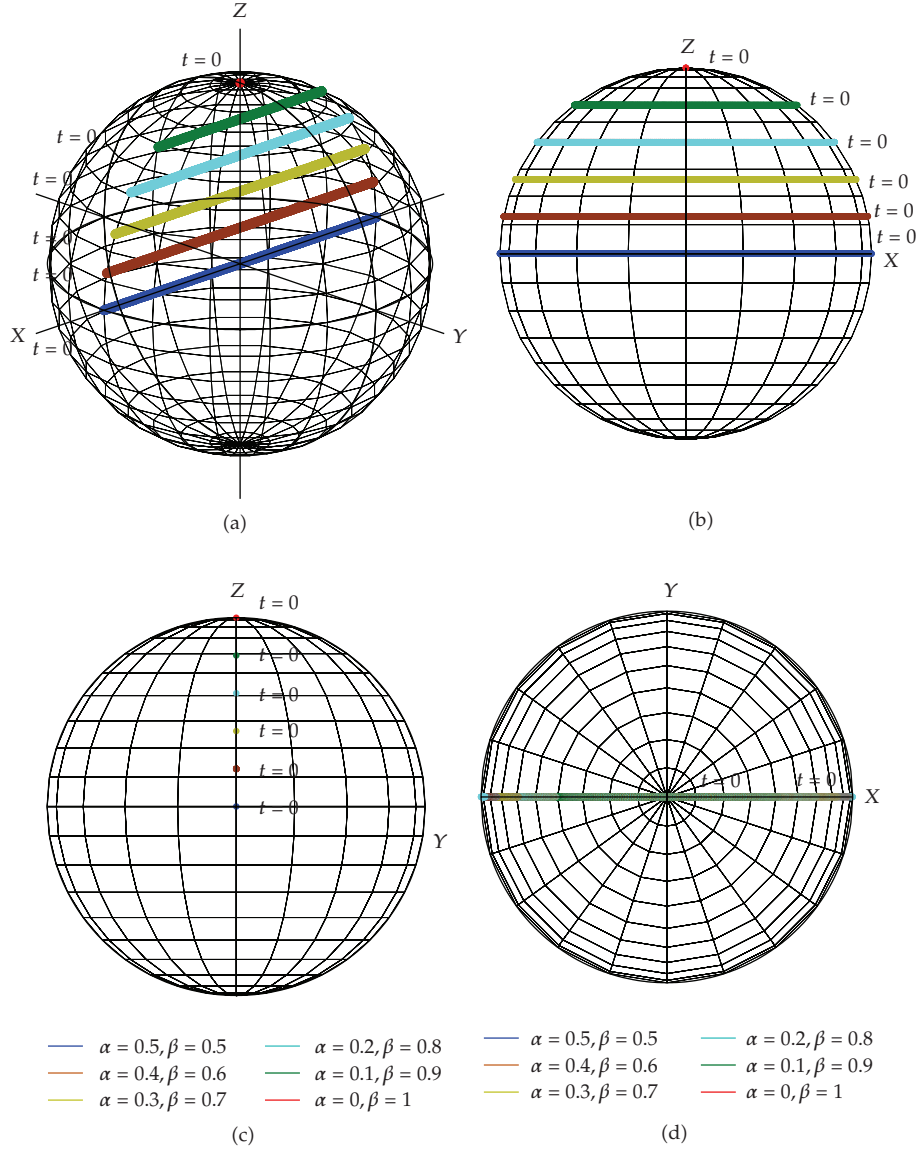 Z
t = 0
t = 0
t = 0
t = 0
t = 0
X
t = 0
Y
(a)
Z
t = 0
t = 0
t = 0
t = 0
t = 0
t = 0
X
(b)
Z
t = 0
t = 0
t = 0
t = 0
t = 0
t = 0
Y
α = 0.5, β = 0.5
α = 0.2, β = 0.8
α = 0.4, β = 0.6
α = 0.1, β = 0.9
α = 0.3, β = 0.7
α = 0, β = 1
(c)
Y
t = 0
t = 0
X
α = 0.5, β = 0.5
α = 0.2, β = 0.8
α = 0.4, β = 0.6
α = 0.1, β = 0.9
α = 0.3, β = 0.7
α = 0, β = 1
(d)